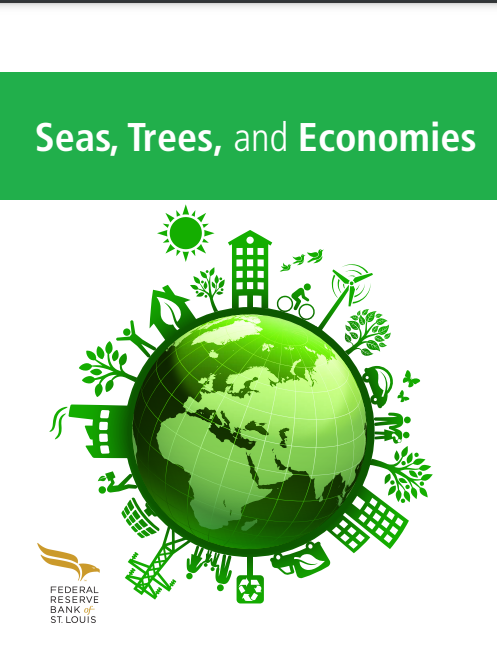 Seas, Trees, and Economies
FEDERAL
RESERVE
BANK of
ST. LOUIS